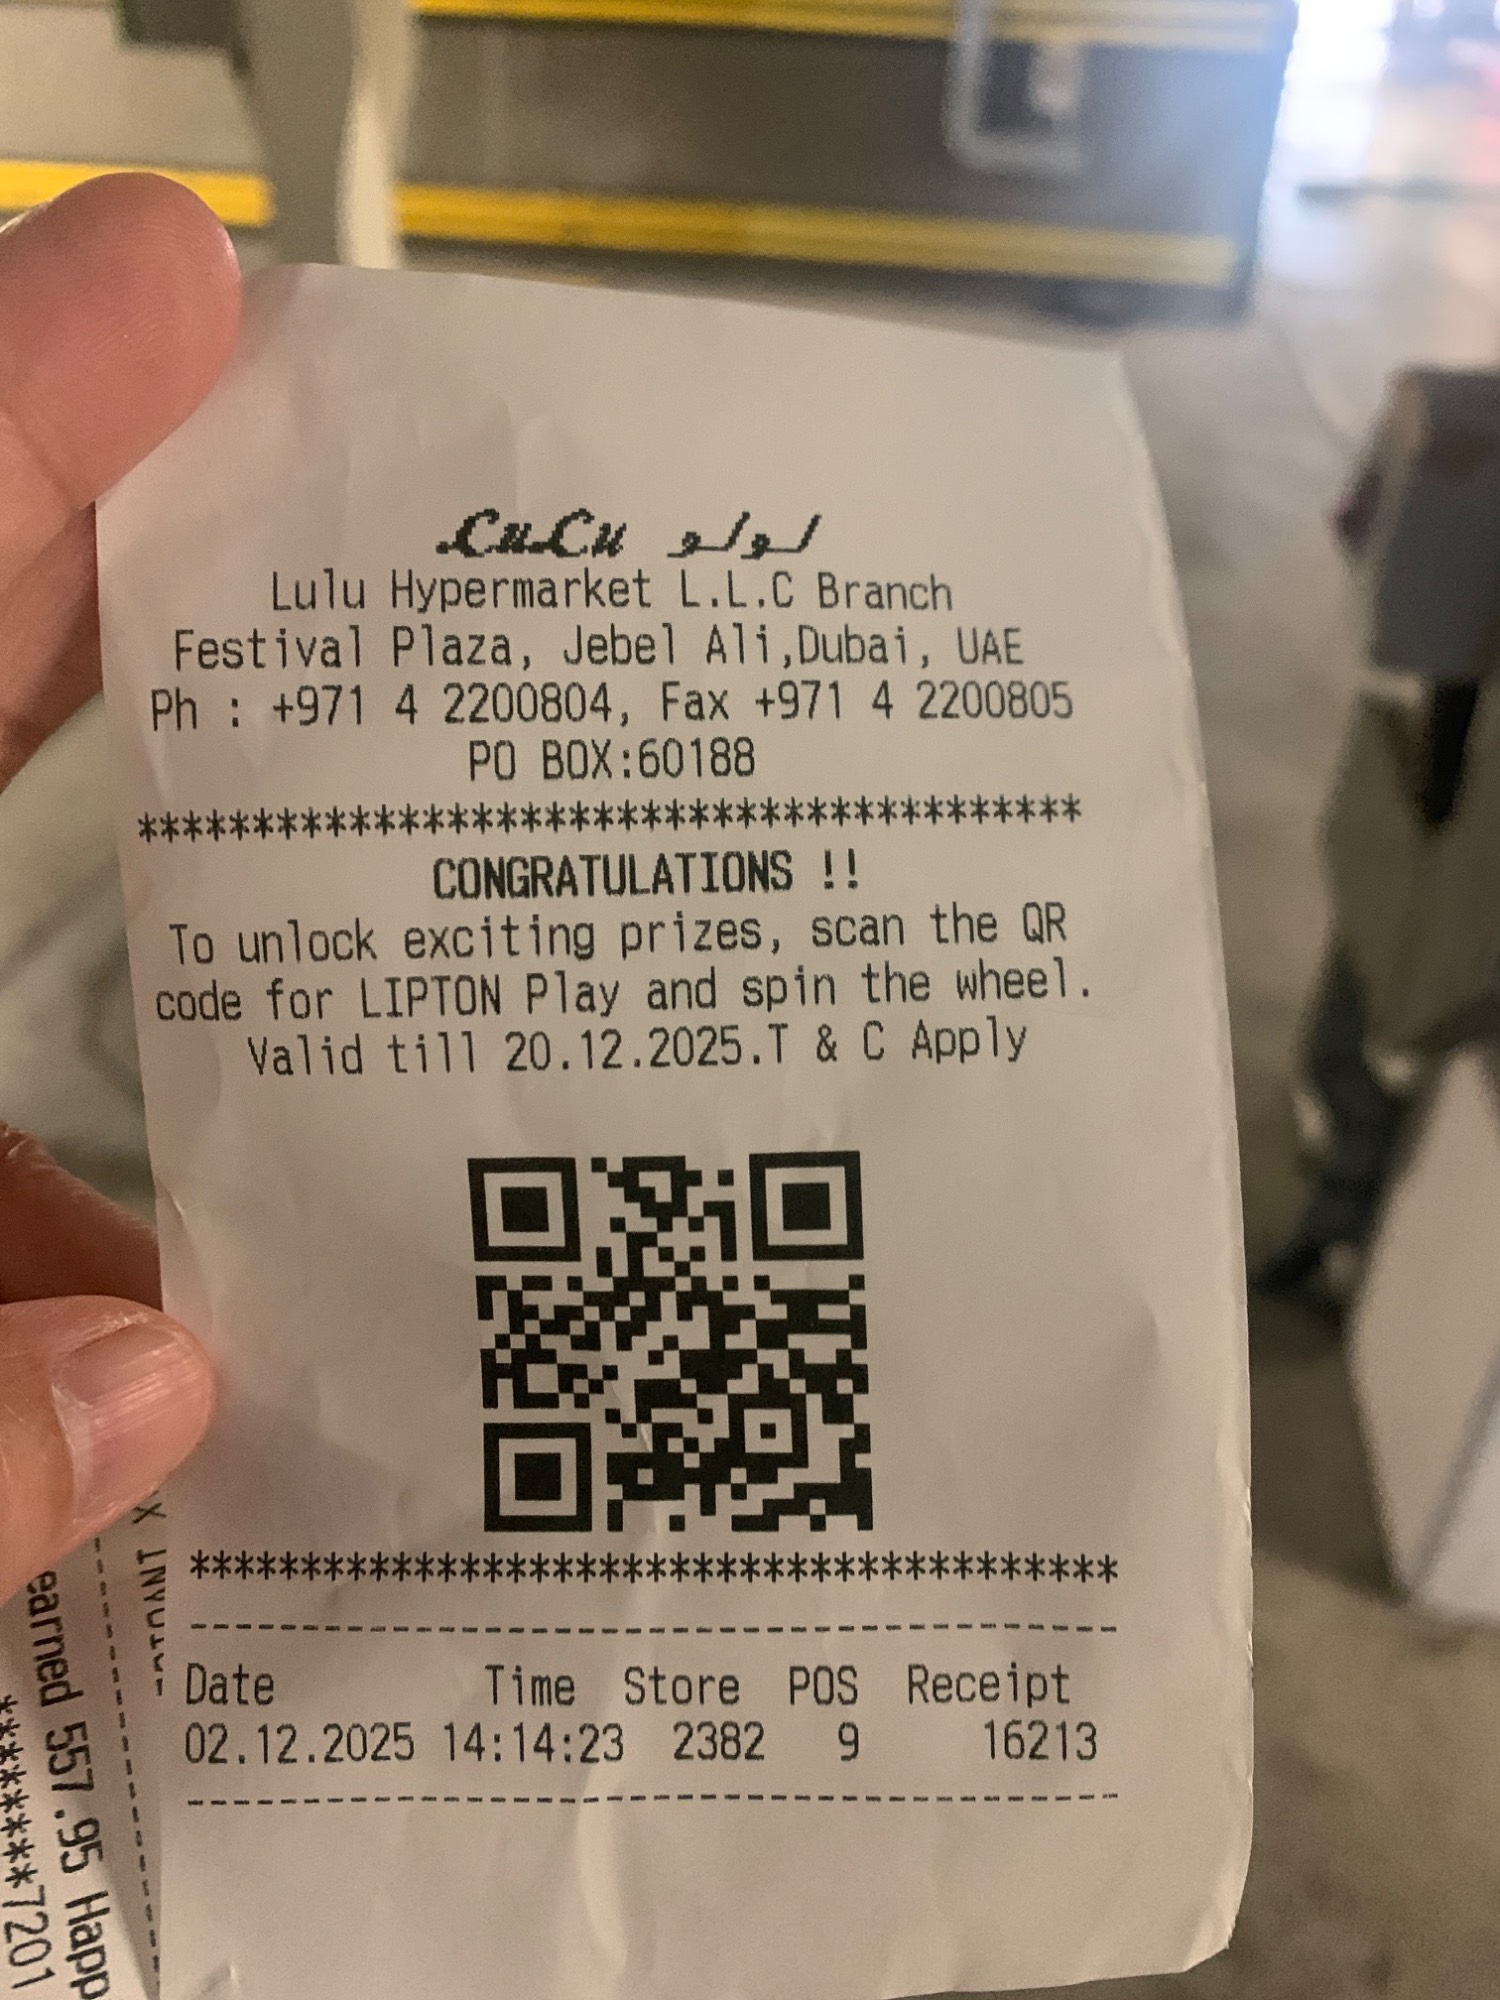 LuLu لولو
Lulu Hypermarket L.L.C Branch
Festival Plaza, Jebel Ali,Dubai, UAE
Ph : +971 4 2200804, Fax +971 4 2200805
PO BOX:60188
***************************************
CONGRATULATIONS !!
To unlock exciting prizes, scan the QR
code for LIPTON Play and spin the wheel.
Valid till 20.12.2025.T & C Apply
***************************************
Date Time Store POS Receipt
02.12.2025 14:14:23 2382 9 16213
earned 557.95 Happ
********7201